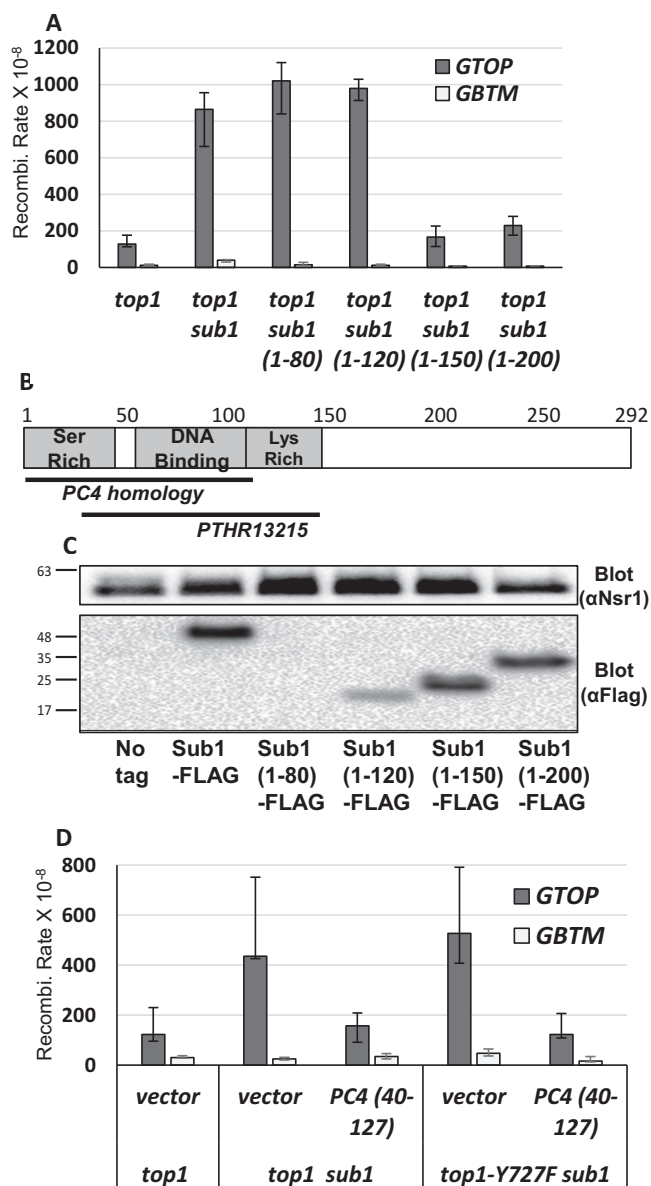 A
Recombi. Rate X 10⁻⁸
1200
1000
800
600
400
200
0
GTOP
GBTM
top1
top1 sub1
top1 sub1 (1-80)
top1 sub1 (1-120)
top1 sub1 (1-150)
top1 sub1 (1-200)
B
1 50 100 150 200 250 292
Ser Rich
DNA Binding
Lys Rich
PC4 homology
PTHR13215
C
63
Blot (αNsr1)
48
35
25
17
Blot (αFlag)
No tag
Sub1 -FLAG
Sub1 (1-80) -FLAG
Sub1 (1-120) -FLAG
Sub1 (1-150) -FLAG
Sub1 (1-200) -FLAG
D
Recombi. Rate X 10⁻⁸
800
600
400
200
0
GTOP
GBTM
vector
vector
PC4 (40-127)
vector
PC4 (40-127)
top1
top1 sub1
top1-Y727F sub1